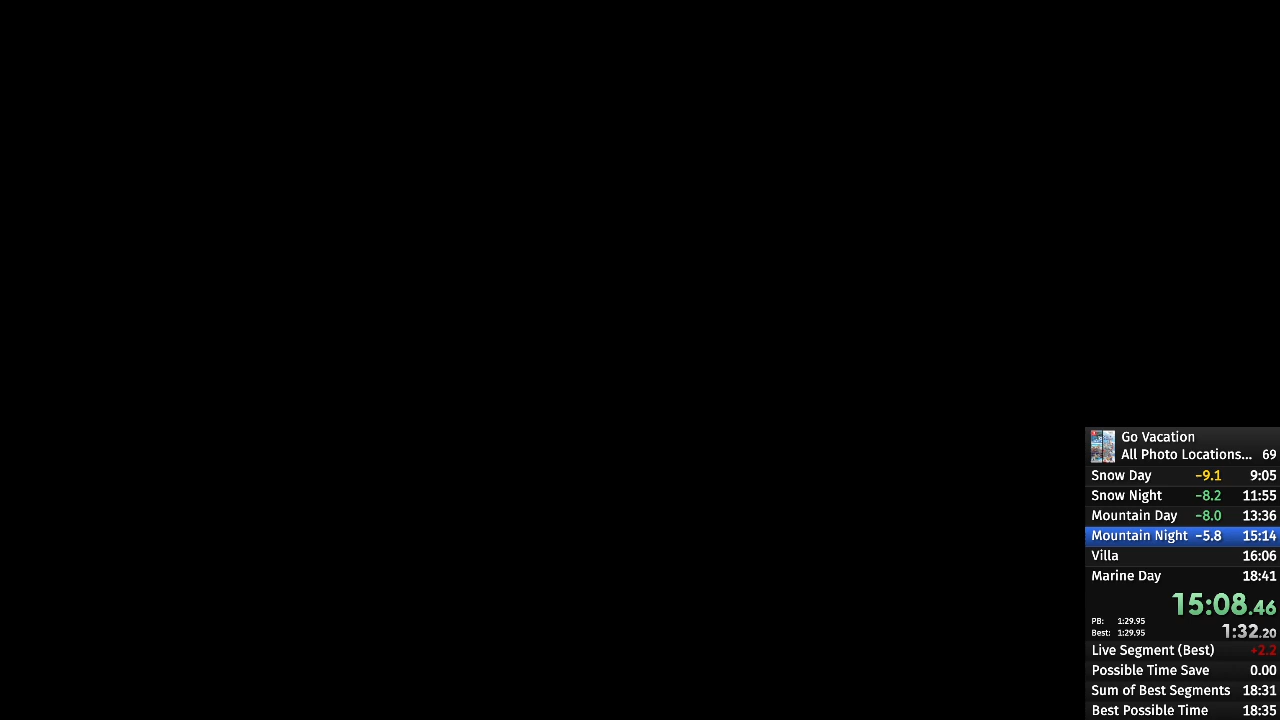 Go Vacation
All Photo Locations... 69
Snow Day −9.1 9:05
Snow Night −8.2 11:55
Mountain Day −8.0 13:36
Mountain Night −5.8 15:14
Villa 16:06
Marine Day 18:41
15:08.46
PB: 1:29.95
Best: 1:29.95
1:32.20
Live Segment (Best) +2.2
Possible Time Save 0.00
Sum of Best Segments 18:31
Best Possible Time 18:35